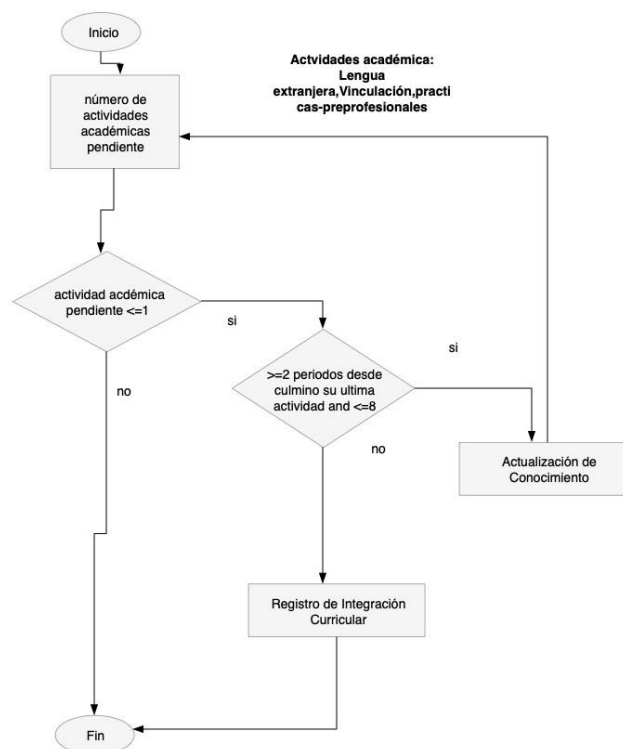 Inicio
Actvidades académica:
Lengua
extranjera,Vinculación,practi
cas-preprofesionales
número de
actividades
académicas
pendiente
actividad acdémica
pendiente <=1
si
no
>=2 periodos desde
culmino su ultima
actividad and <=8
si
no
Actualización de
Conocimiento
Registro de Integración
Curricular
Fin